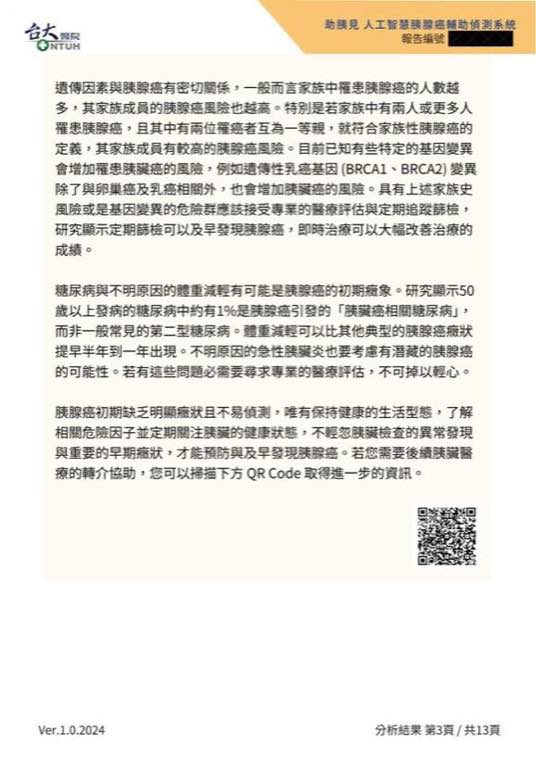 台大醫院
NTUH
助胰見 人工智慧胰腺癌輔助偵測系統
報告編號
遺傳因素與胰腺癌有密切關係，一般而言家族中罹患胰腺癌的人數越
多，其家族成員的胰腺癌風險也越高。特別是若家族中有兩人或更多人
罹患胰腺癌，且其中有兩位罹癌者互為一等親，就符合家族性胰腺癌的
定義，其家族成員有較高的胰腺癌風險。目前已知有些特定的基因變異
會增加罹患胰臟癌的風險，例如遺傳性乳癌基因 (BRCA1、BRCA2) 變異
除了與卵巢癌及乳癌相關外，也會增加胰臟癌的風險。具有上述家族史
風險或是基因變異的危險群應該接受專業的醫療評估與定期追蹤篩檢，
研究顯示定期篩檢可以及早發現胰腺癌，即時治療可以大幅改善治療的
成績。
糖尿病與不明原因的體重減輕有可能是胰腺癌的初期癥象。研究顯示50
歲以上發病的糖尿病中約有1%是胰腺癌引發的「胰臟癌相關糖尿病」，
而非一般常見的第二型糖尿病。體重減輕可以比其他典型的胰腺癌癥狀
提早半年到一年出現。不明原因的急性胰臟炎也要考慮有潛藏的胰腺癌
的可能性。若有這些問題必需要尋求專業的醫療評估，不可掉以輕心。
胰腺癌初期缺乏明顯癥狀且不易偵測，唯有保持健康的生活型態，了解
相關危險因子並定期關注胰臟的健康狀態，不輕忽胰臟檢查的異常發現
與重要的早期癥狀，才能預防與及早發現胰腺癌。若您需要後續胰臟醫
療的轉介協助，您可以掃描下方 QR Code 取得進一步的資訊。
Ver.1.0.2024
分析結果 第3頁 / 共13頁